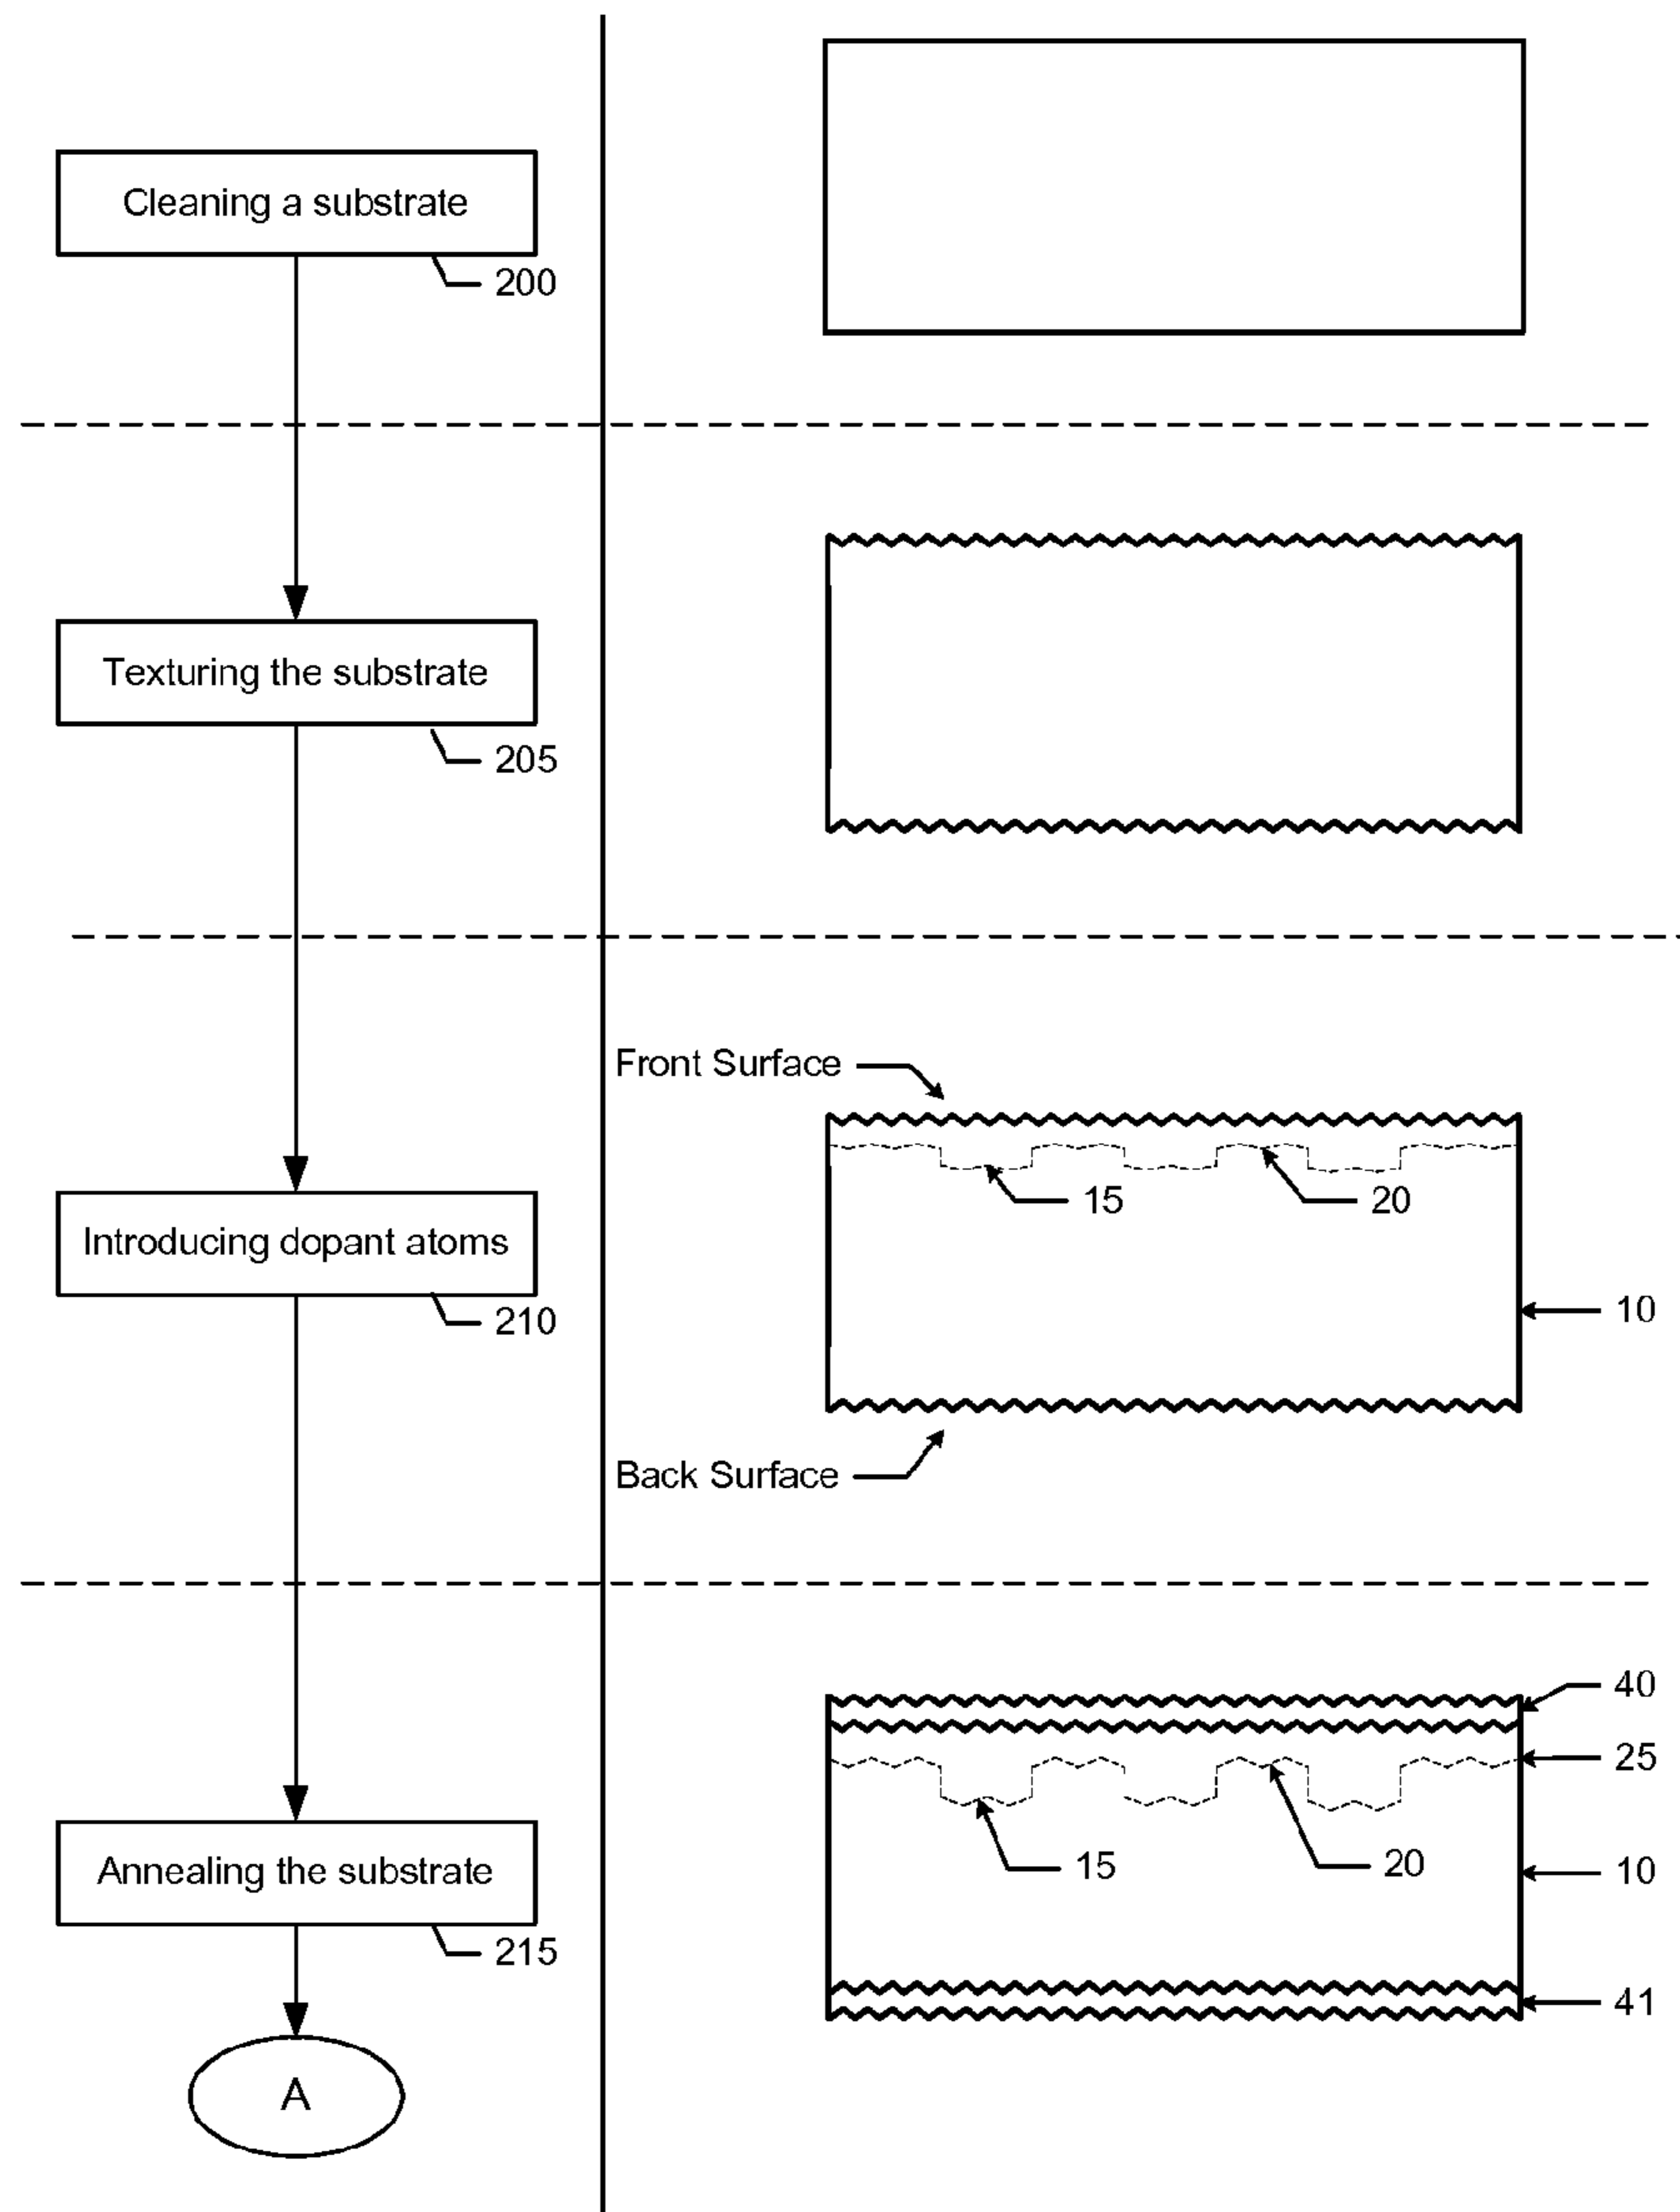 Cleaning a substrate
200
Texturing the substrate
205
Front Surface
15
20
Introducing dopant atoms
210
10
Back Surface
40
25
15
20
10
Annealing the substrate
215
41
A